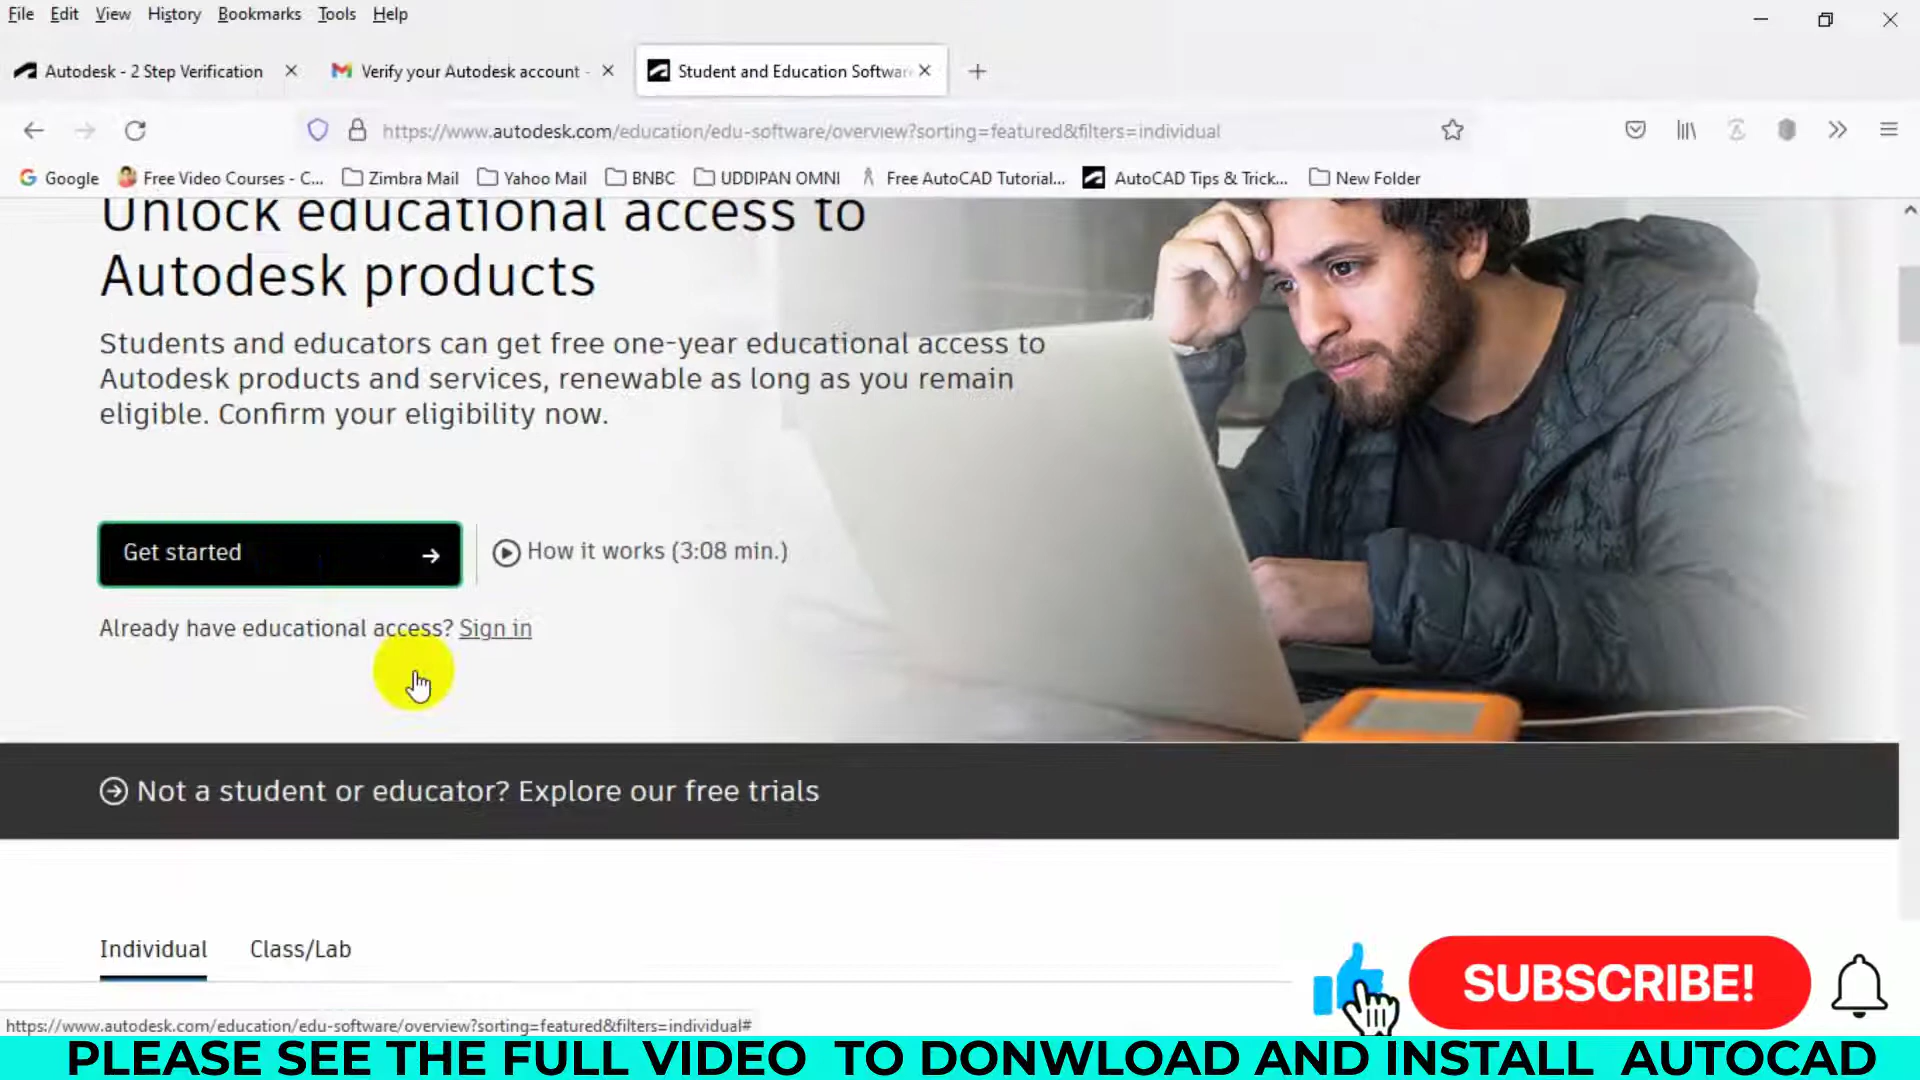 File Edit View History Bookmarks Tools Help
Autodesk - 2 Step Verification
Verify your Autodesk account -
Student and Education Software
https://www.autodesk.com/education/edu-software/overview?sorting=featured&filters=individual
Google Free Video Courses - C... Zimbra Mail Yahoo Mail BNBC UDDIPAN OMNI Free AutoCAD Tutorial... AutoCAD Tips & Trick... New Folder
Unlock educational access to
Autodesk products
Students and educators can get free one-year educational access to
Autodesk products and services, renewable as long as you remain
eligible. Confirm your eligibility now.
Get started
How it works (3:08 min.)
Already have educational access? Sign in
Not a student or educator? Explore our free trials
Individual Class/Lab
SUBSCRIBE!
https://www.autodesk.com/education/edu-software/overview?sorting=featured&filters=individual#
PLEASE SEE THE FULL VIDEO TO DONWLOAD AND INSTALL AUTOCAD